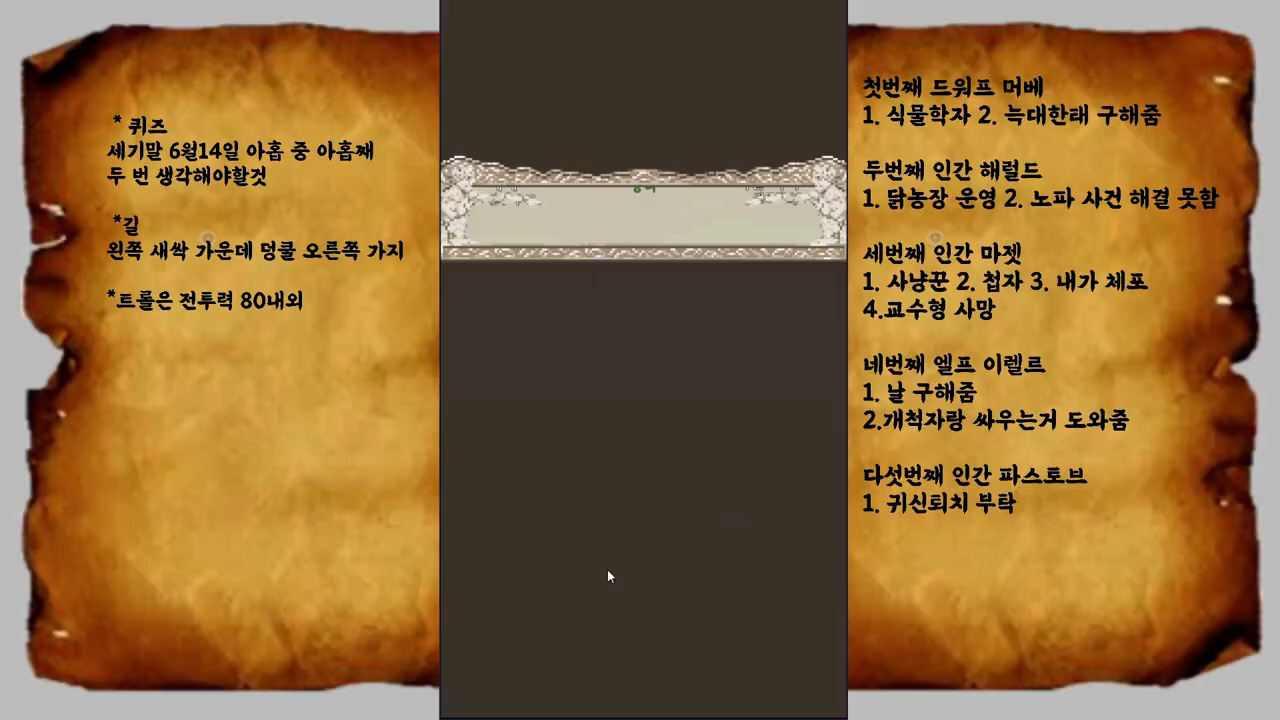 * 퀴즈
세기말 6월14일 아홉 중 아홉째
두 번 생각해야할것
*길
왼쪽 새싹 가운데 덩쿨 오른쪽 가지
*트롤은 전투력 80내외
첫번째 드워프 머베
1. 식물학자 2. 늑대한태 구해줌
두번째 인간 해럴드
1. 닭농장 운영 2. 노파 사건 해결 못함
세번째 인간 마젯
1. 사냥꾼 2. 첩자 3. 내가 체포
4.교수형 사망
네번째 엘프 이렐르
1. 날 구해줌
2.개척자랑 싸우는거 도와줌
다섯번째 인간 파스토브
1. 귀신퇴치 부탁